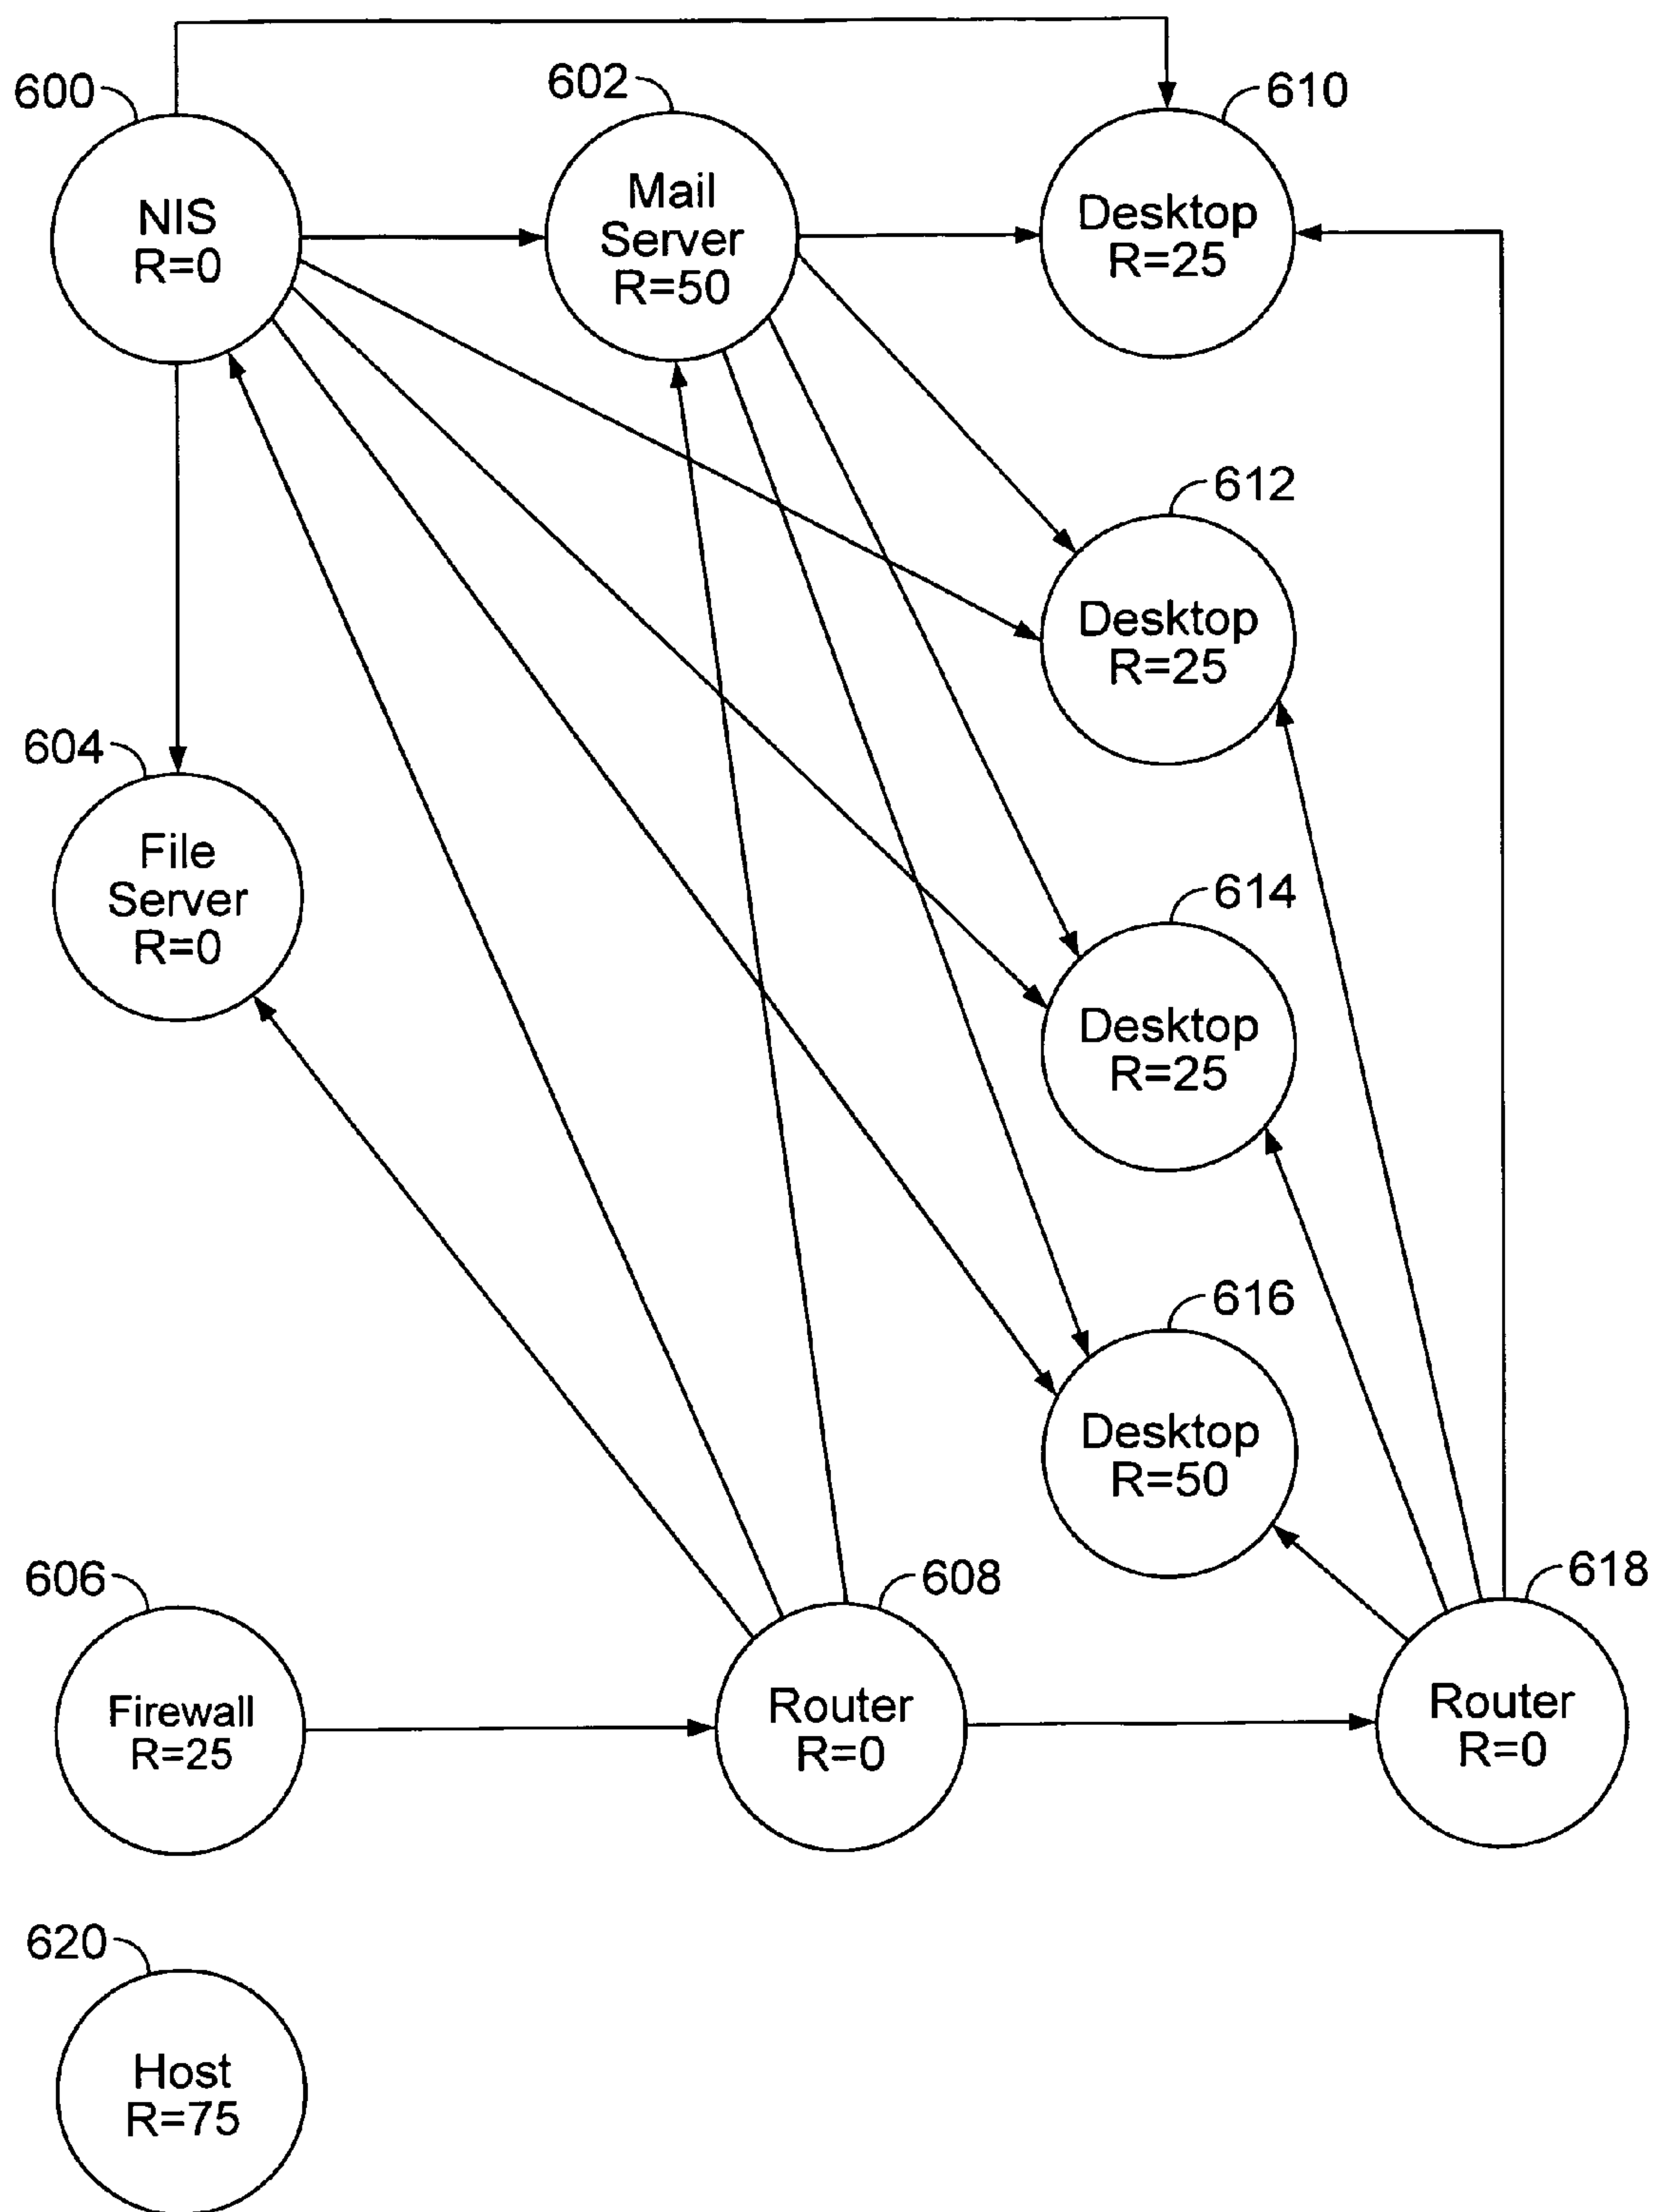 600
602
610
NIS
R=0
Mail
Server
R=50
Desktop
R=25
612
Desktop
R=25
604
File
Server
R=0
614
Desktop
R=25
616
Desktop
R=50
606
Firewall
R=25
608
Router
R=0
618
Router
R=0
620
Host
R=75